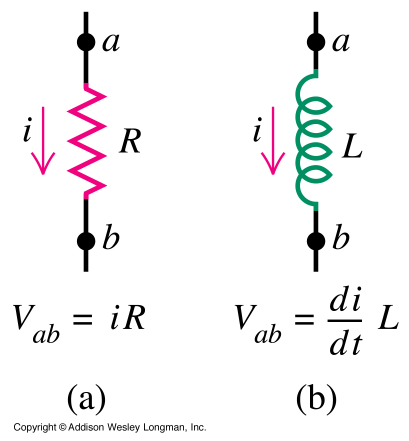 a a
i R i L
b b
V_ab = iR V_ab = di/dt L
(a) (b)
Copyright © Addison Wesley Longman, Inc.